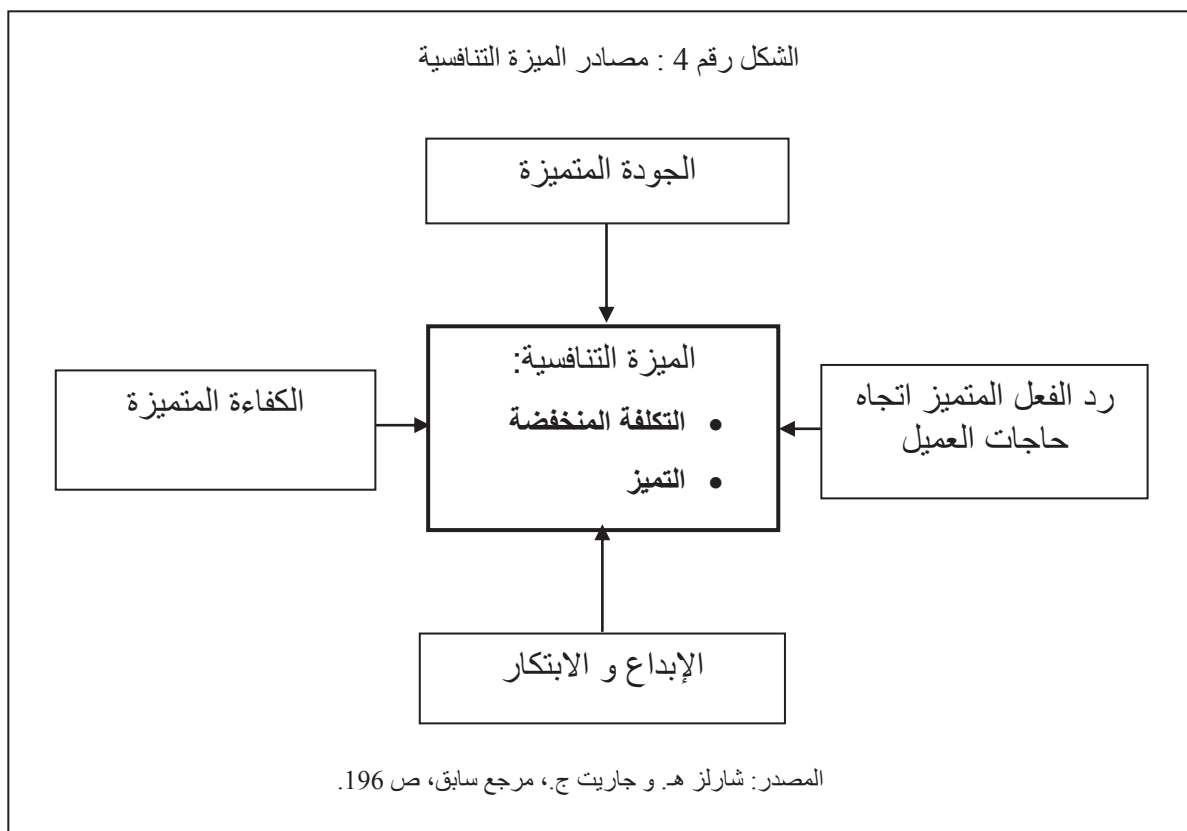 الشكل رقم 4 : مصادر الميزة التنافسية
الجودة المتميزة
الميزة التنافسية:
• التكلفة المنخفضة
• التميز
رد الفعل المتميز اتجاه
حاجات العميل
الكفاءة المتميزة
الإبداع و الابتكار
المصدر: شارلز هـ. و جاريت ج.، مرجع سابق، ص 196.